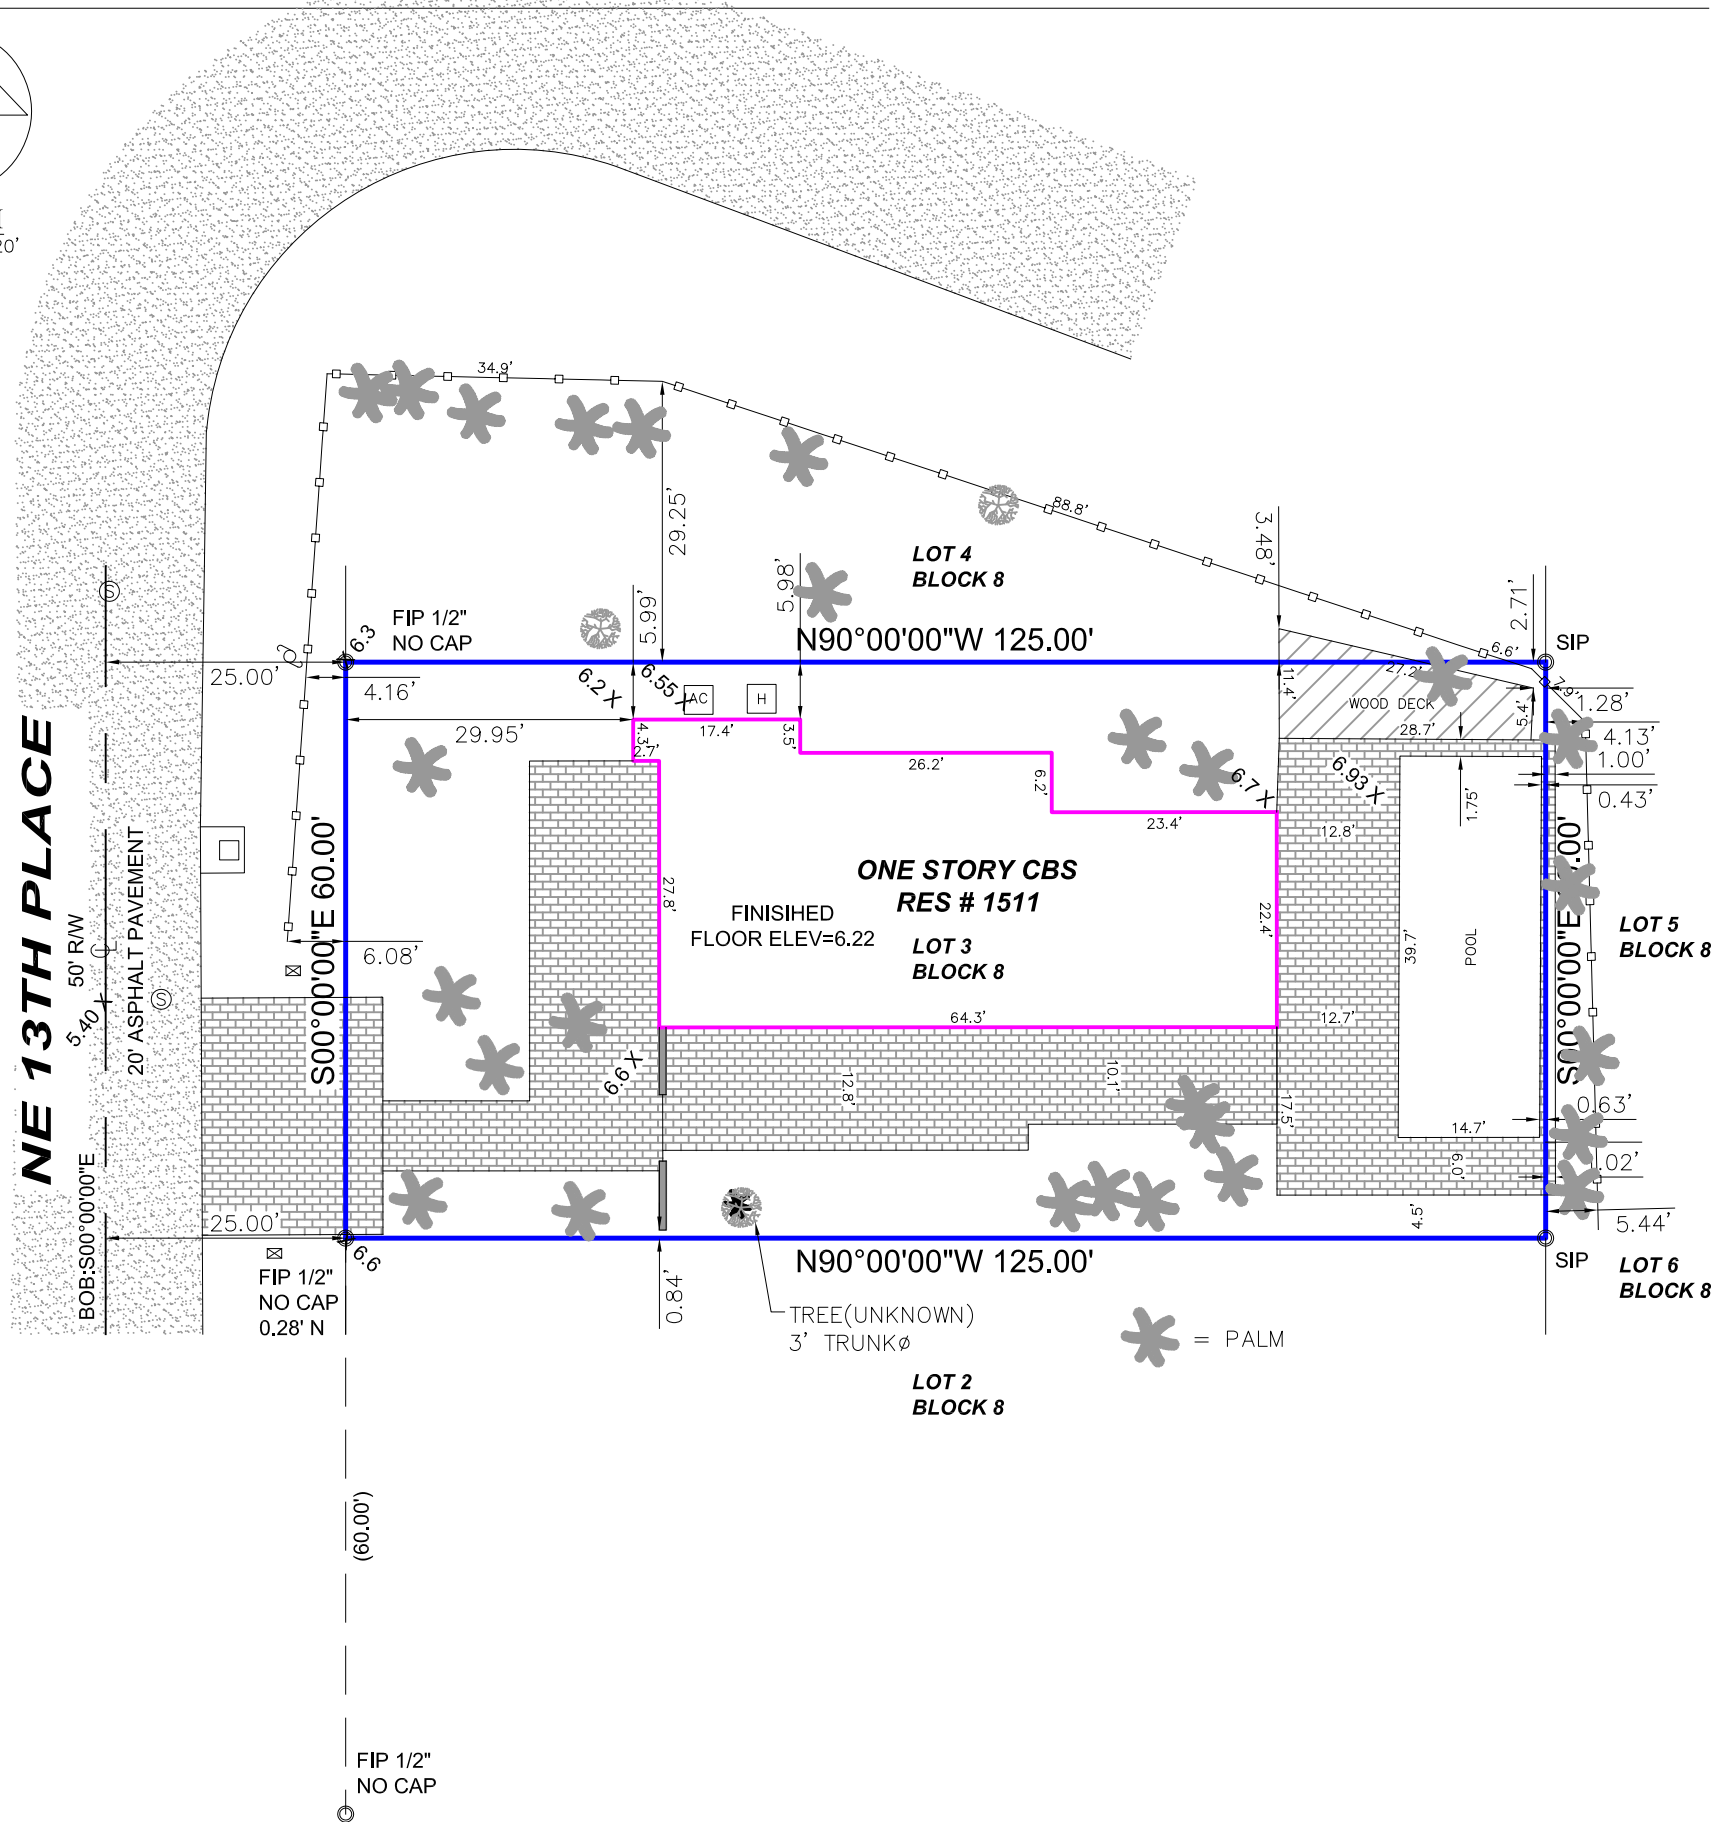 20'
34.9'
88.8'
29.25'
3.48'
LOT 4
BLOCK 8
5.98'
5.99'
2.71'
FIP 1/2"
NO CAP
6.3
N90°00'00"W 125.00'
SIP
6.6'
25.00'
4.16'
6.2 X
6.55 X
AC
H
11.4'
27.2'
7.9'
1.28'
WOOD DECK
5.4'
29.95'
4.3'
17.4'
3.5'
28.7'
4.13'
2.7'
26.2'
1.00'
6.2'
6.7 X
6.93 X
1.75'
0.43'
23.4'
12.8'
NE 13TH PLACE
50' R/W
20' ASPHALT PAVEMENT
S
S00°00'00"E 60.00'
ONE STORY CBS
RES # 1511
27.8'
FINISIHED
FLOOR ELEV=6.22
LOT 3
BLOCK 8
22.4'
39.7'
POOL
LOT 5
BLOCK 8
6.08'
5.40 X
S
64.3'
12.7'
6.6 X
12.8'
10.1'
17.5'
0.63'
14.7'
6.0'
.02'
BOB:S00°00'00"E
25.00'
4.5'
5.44'
6.6
N90°00'00"W 125.00'
SIP
LOT 6
BLOCK 8
FIP 1/2"
NO CAP
0.28' N
0.84'
TREE(UNKNOWN)
3' TRUNKØ
= PALM
LOT 2
BLOCK 8
(60.00')
FIP 1/2"
NO CAP